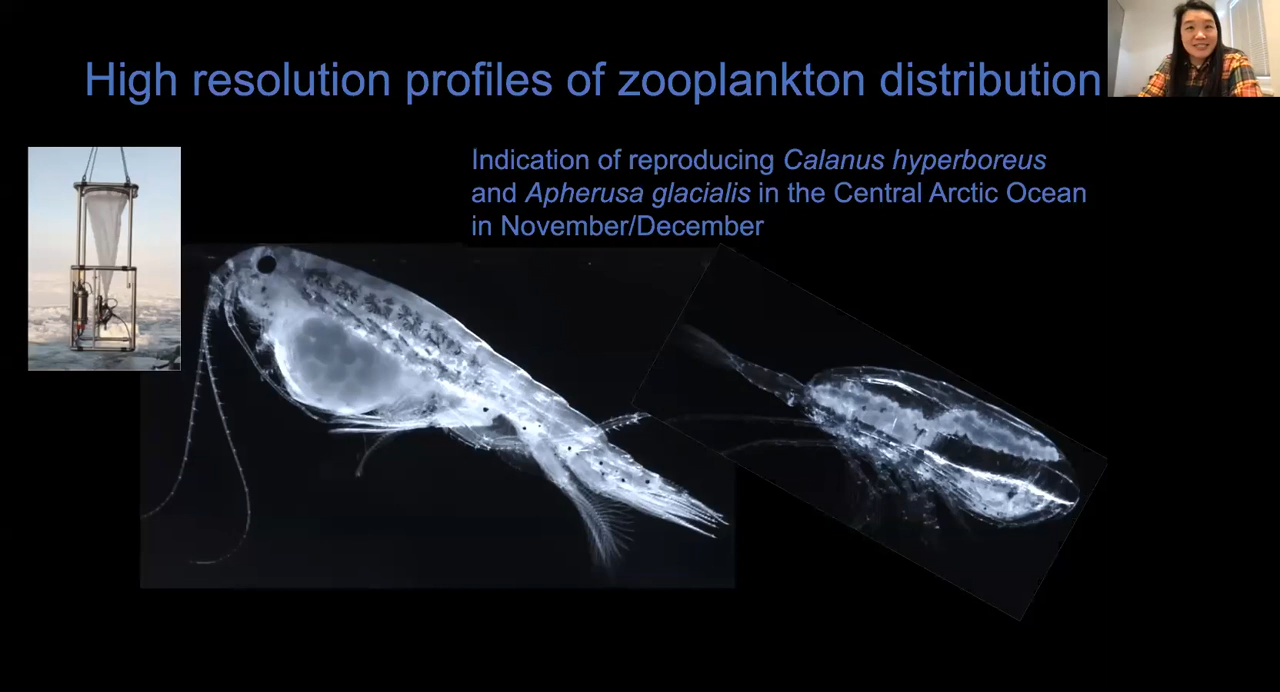 High resolution profiles of zooplankton distribution
Indication of reproducing Calanus hyperboreus
and Apherusa glacialis in the Central Arctic Ocean
in November/December